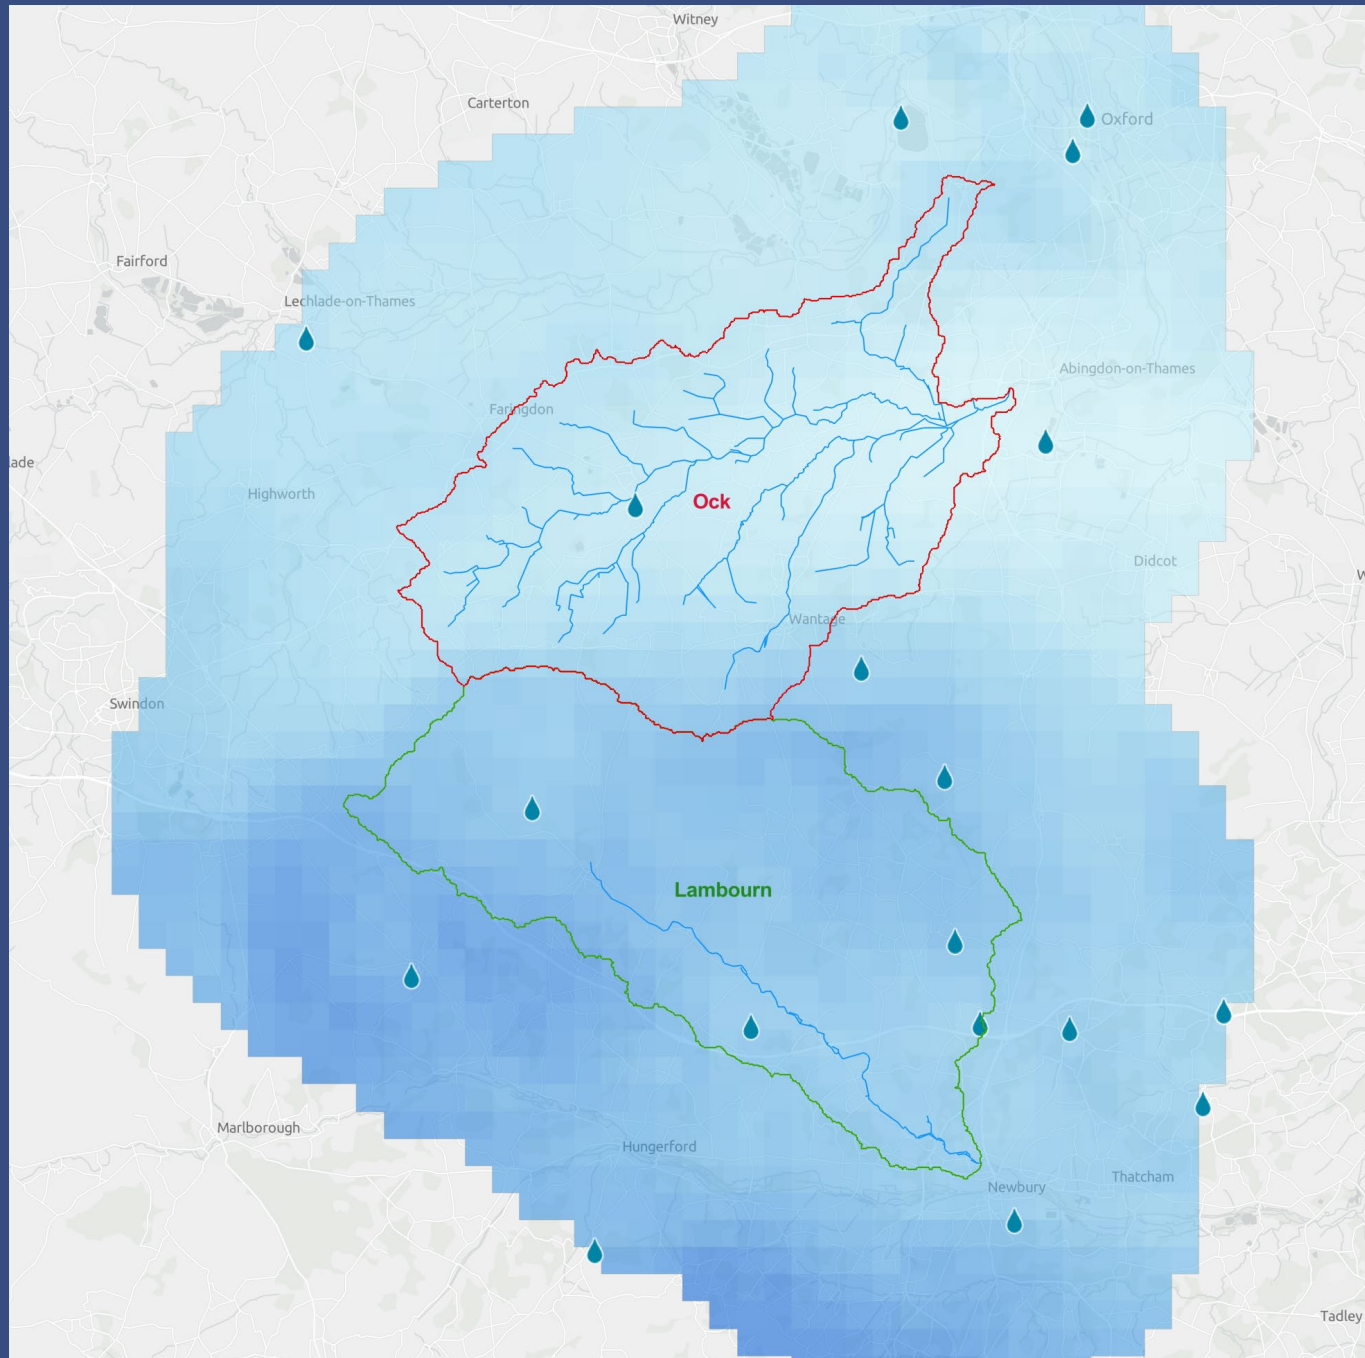 Witney
Carterton
Oxford
Fairford
Lechlade-on-Thames
Abingdon-on-Thames
Faringdon
lade
Highworth
Ock
Didcot
W
Wantage
Swindon
Lambourn
Marlborough
Hungerford
Thatcham
Newbury
Tadley